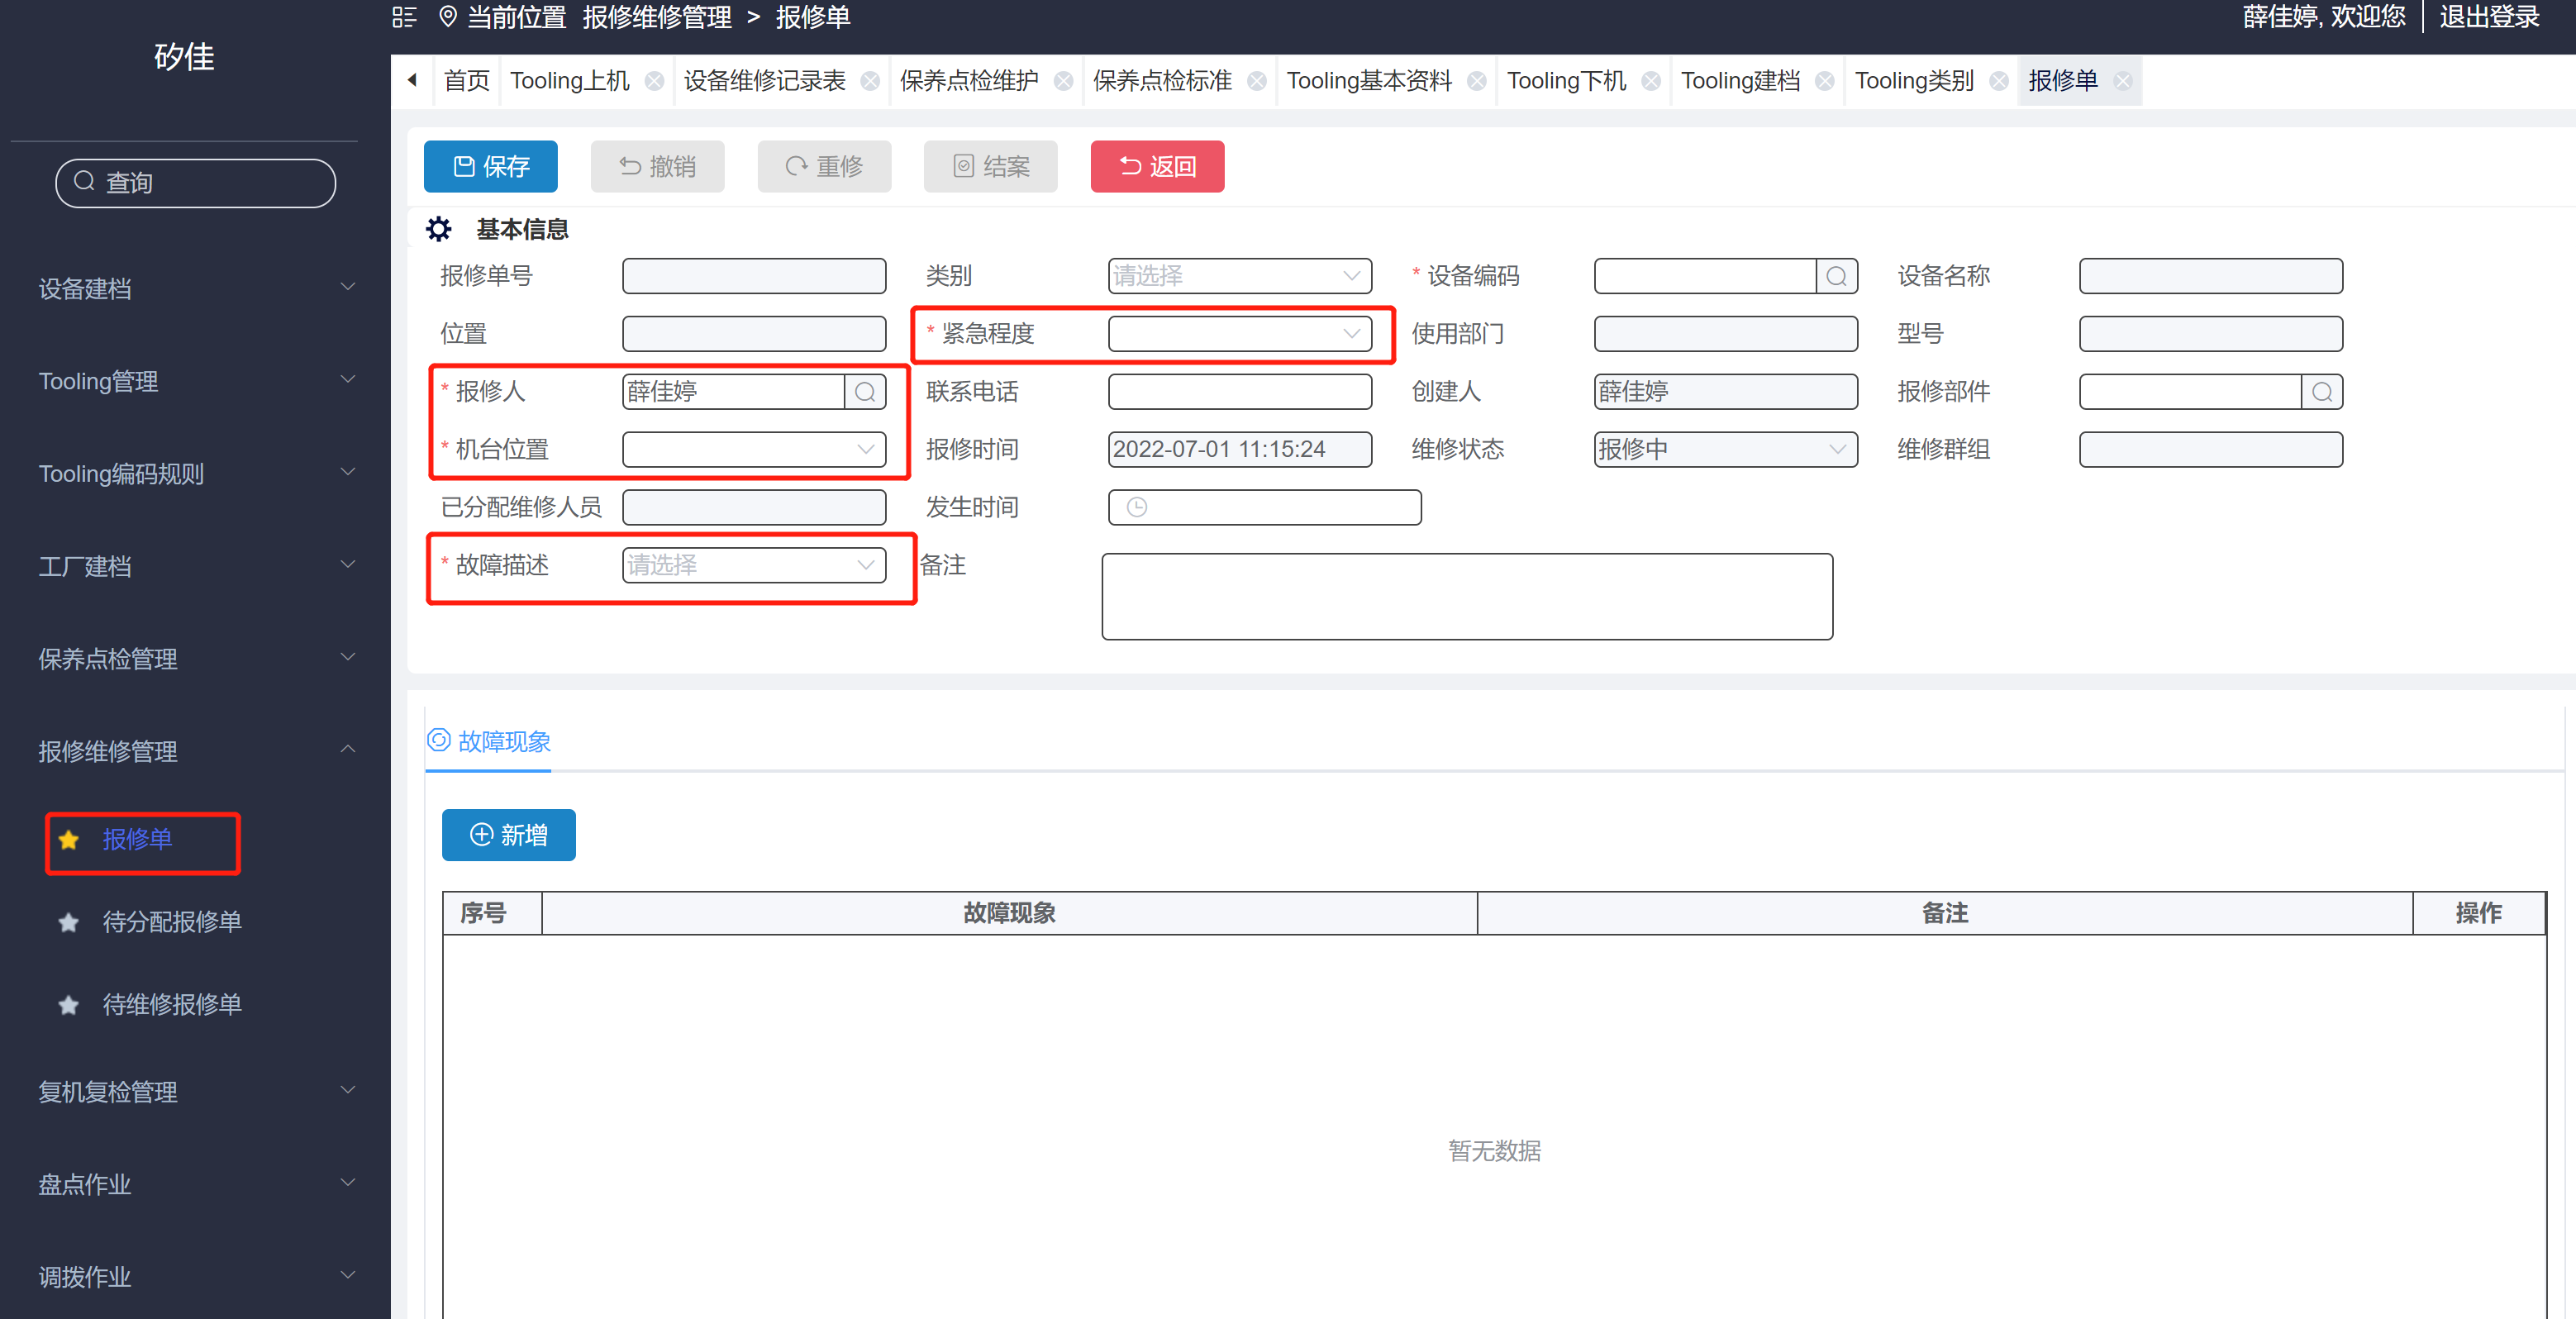 矽佳
查询
设备建档
Tooling管理
Tooling编码规则
工厂建档
保养点检管理
报修维修管理
报修单
待分配报修单
待维修报修单
复机复检管理
盘点作业
调拨作业
当前位置 报修维修管理 > 报修单
薛佳婷, 欢迎您 退出登录
首页 Tooling上机 设备维修记录表 保养点检维护 保养点检标准 Tooling基本资料 Tooling下机 Tooling建档 Tooling类别 报修单
保存 撤销 重修 结案 返回
基本信息
报修单号 类别 请选择 * 设备编码 设备名称
位置 * 紧急程度 使用部门 型号
* 报修人 薛佳婷 联系电话 创建人 薛佳婷 报修部件
* 机台位置 报修时间 2022-07-01 11:15:24 维修状态 报修中 维修群组
已分配维修人员 发生时间
* 故障描述 请选择 备注
故障现象
新增
序号 故障现象 备注 操作
暂无数据